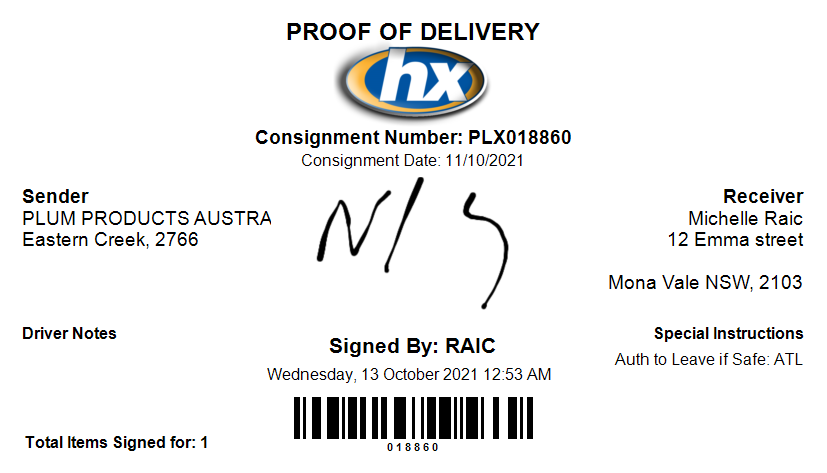 PROOF OF DELIVERY
hx
Consignment Number: PLX018860
Consignment Date: 11/10/2021
Sender
PLUM PRODUCTS AUSTRA
Eastern Creek, 2766
Receiver
Michelle Raic
12 Emma street
Mona Vale NSW, 2103
Driver Notes
Signed By: RAIC
Wednesday, 13 October 2021 12:53 AM
Special Instructions
Auth to Leave if Safe: ATL
Total Items Signed for: 1
018860